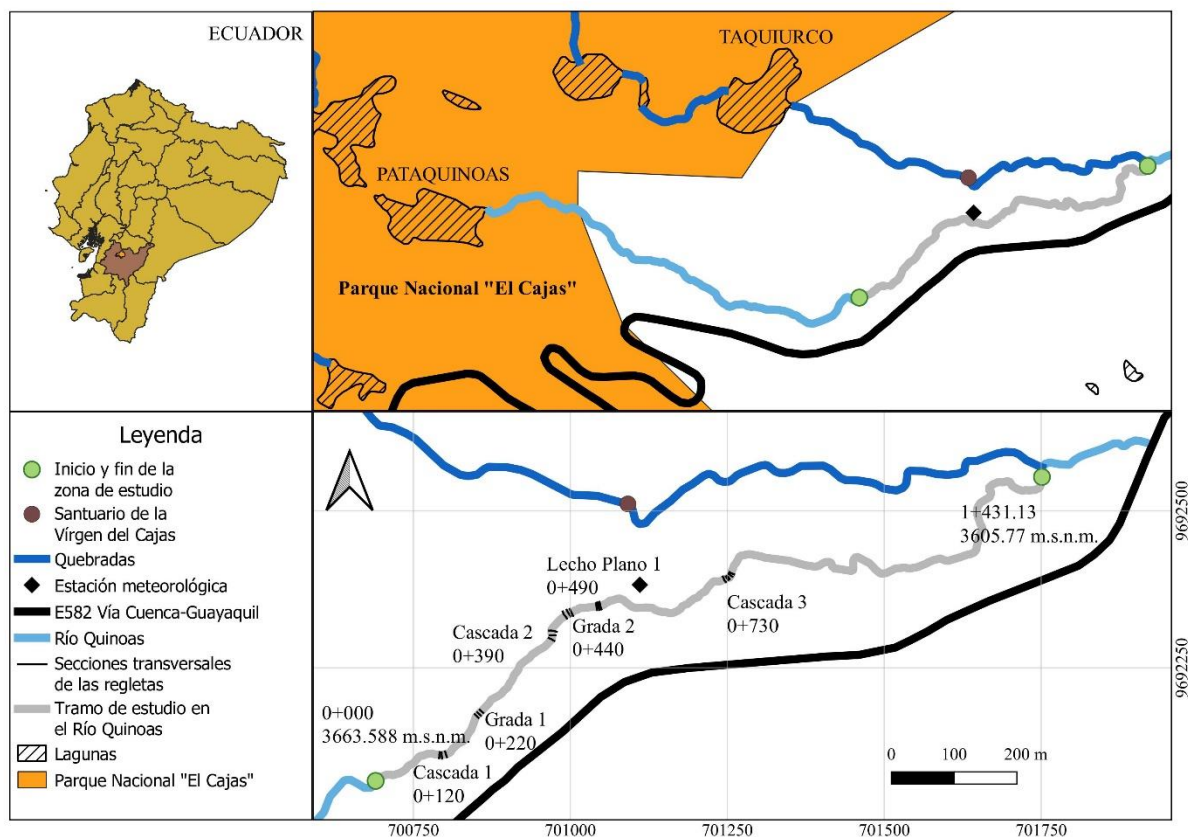 ECUADOR
TAQUIURCO
PATAQUINOAS
Parque Nacional "El Cajas"
Leyenda
Inicio y fin de la
zona de estudio
Santuario de la
Vírgen del Cajas
Quebradas
Estación meteorológica
E582 Vía Cuenca-Guayaquil
Río Quinoas
Secciones transversales
de las regletas
Tramo de estudio en
el Río Quinoas
Lagunas
Parque Nacional "El Cajas"
1+431.13
3605.77 m.s.n.m.
Lecho Plano 1
0+490
Cascada 3
0+730
Grada 2
0+440
Cascada 2
0+390
Grada 1
0+220
0+000
3663.588 m.s.n.m.
Cascada 1
0+120
0 100 200 m
9692500
9692250
700750 701000 701250 701500 701750